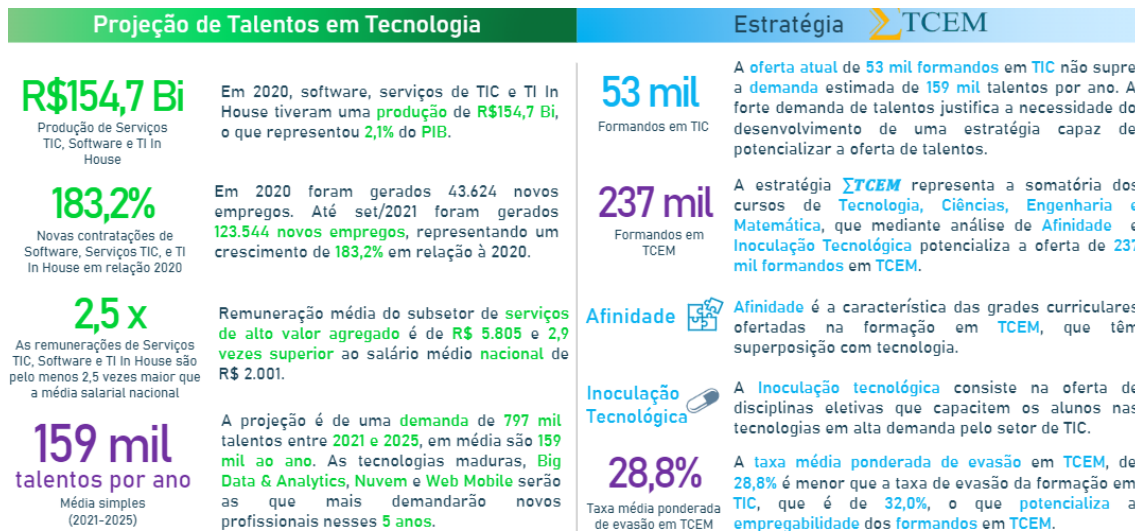 Projeção de Talentos em Tecnologia
R$154,7 Bi
Produção de Serviços
TIC, Software e TI In
House
Em 2020, software, serviços de TIC e TI In
House tiveram uma produção de R$154,7 Bi,
o que representou 2,1% do PIB.
183,2%
Novas contratações de
Software, Serviços TIC, e TI
In House em relação 2020
Em 2020 foram gerados 43.624 novos
empregos. Até set/2021 foram gerados
123.544 novos empregos, representando um
crescimento de 183,2% em relação à 2020.
2,5 x
As remunerações de Serviços
TIC, Software e TI In House são
pelo menos 2,5 vezes maior que
a média salarial nacional
Remuneração média do subsetor de serviços
de alto valor agregado é de R$ 5.805 e 2,9
vezes superior ao salário médio nacional de
R$ 2.001.
159 mil
talentos por ano
Média simples
(2021-2025)
A projeção é de uma demanda de 797 mil
talentos entre 2021 e 2025, em média são 159
mil ao ano. As tecnologias maduras, Big
Data & Analytics, Nuvem e Web Mobile serão
as que mais demandarão novos
profissionais nesses 5 anos.
Estratégia ∑TCEM
53 mil
Formandos em TIC
A oferta atual de 53 mil formandos em TIC não supre
a demanda estimada de 159 mil talentos por ano. A
forte demanda de talentos justifica a necessidade do
desenvolvimento de uma estratégia capaz de
potencializar a oferta de talentos.
237 mil
Formandos em
TCEM
A estratégia ∑TCEM representa a somatória dos
cursos de Tecnologia, Ciências, Engenharia e
Matemática, que mediante análise de Afinidade e
Inoculação Tecnológica potencializa a oferta de 237
mil formandos em TCEM.
Afinidade
Afinidade é a característica das grades curriculares
ofertadas na formação em TCEM, que têm
superposição com tecnologia.
Inoculação
Tecnológica
A Inoculação tecnológica consiste na oferta de
disciplinas eletivas que capacitem os alunos nas
tecnologias em alta demanda pelo setor de TIC.
28,8%
Taxa média ponderada
de evasão em TCEM
A taxa média ponderada de evasão em TCEM, de
28,8% é menor que a taxa de evasão da formação em
TIC, que é de 32,0%, o que potencializa a
empregabilidade dos formandos em TCEM.